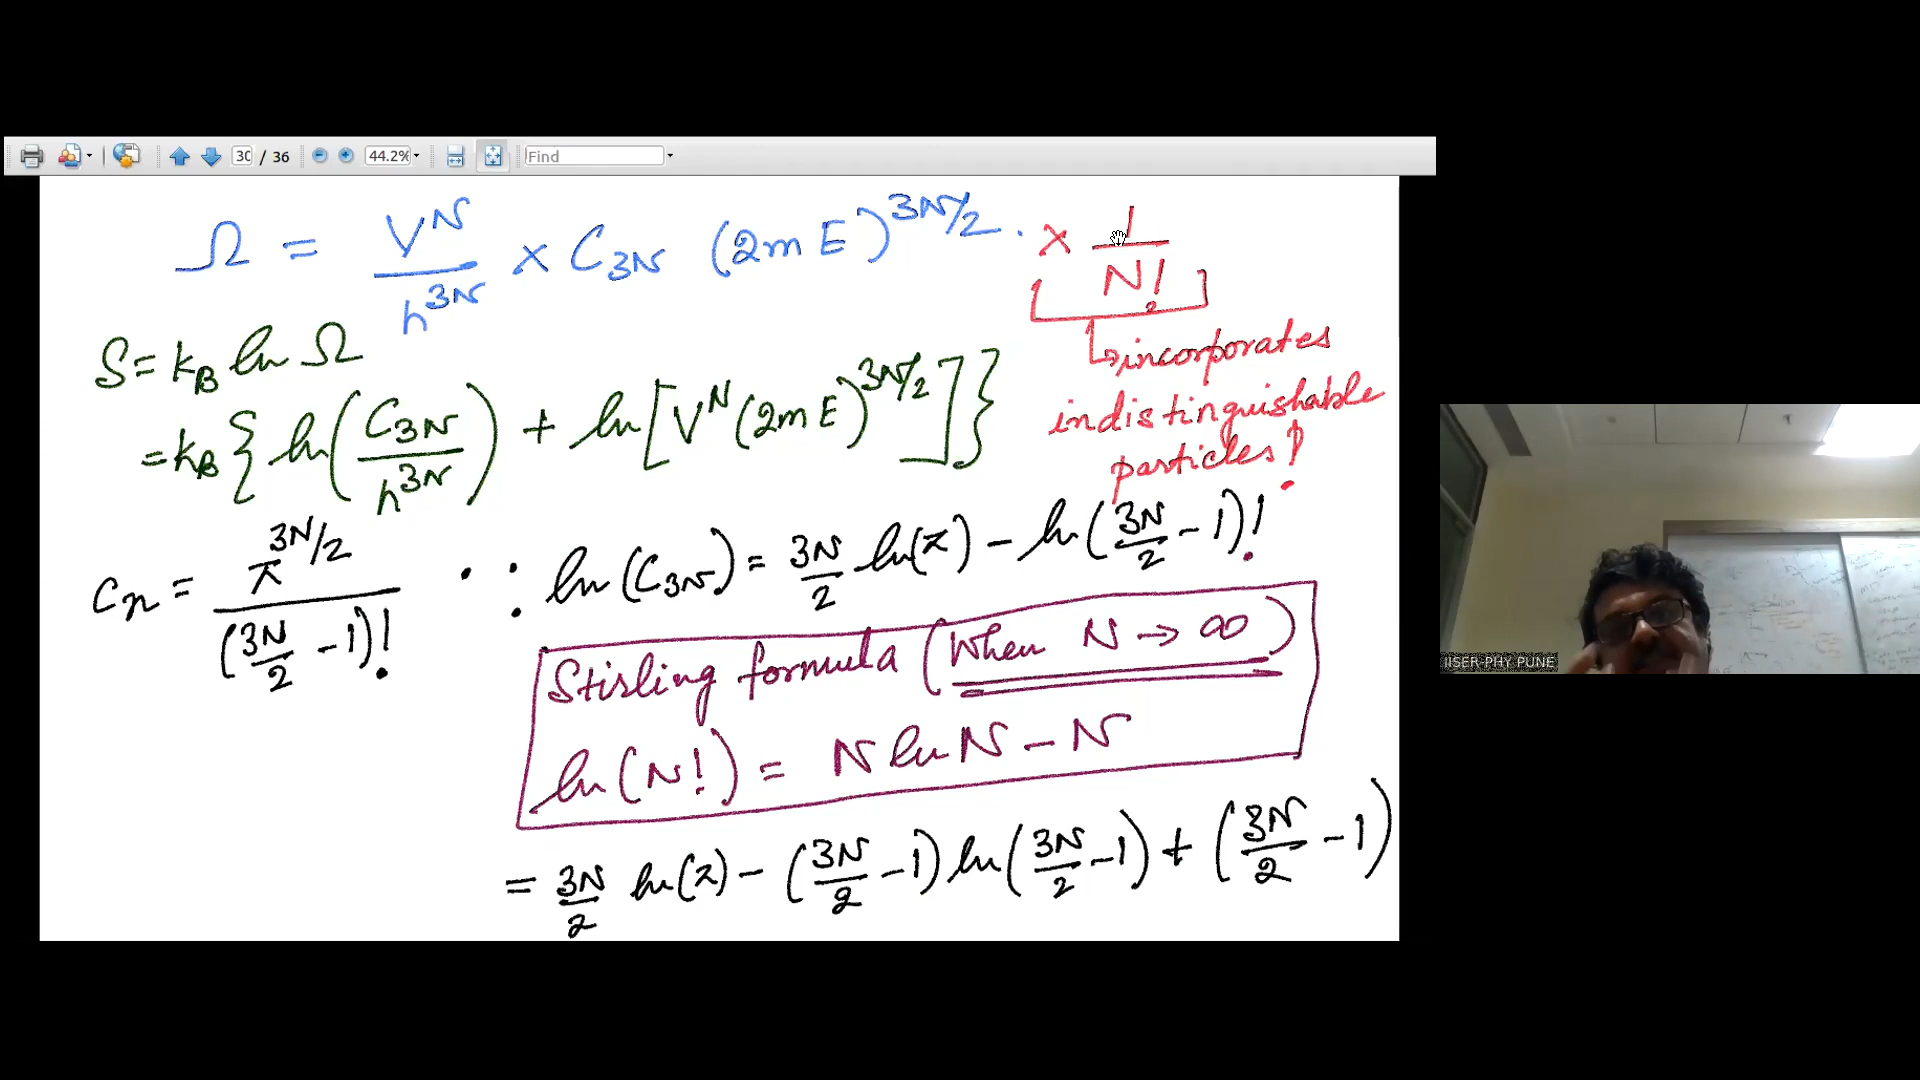 30 / 36 44.2% Find
Ω = V^N / h^{3N} × C_{3N} (2mE)^{3N/2} . × 1 / N!
S = k_B ln Ω
↳ incorporates
indistinguishable
particles!
= k_B { ln( C_{3N} / h^{3N} ) + ln [ V^N (2mE)^{3N/2} ] }
C_n = π^{3N/2} / (3N/2 - 1)! . : ln(C_{3N}) = 3N/2 ln(π) - ln(3N/2 - 1)!
Stirling formula (When N → ∞)
ln(N!) = N ln N - N
= 3N/2 ln(π) - (3N/2 - 1) ln(3N/2 - 1) + (3N/2 - 1)
IISER-PHY PUNE